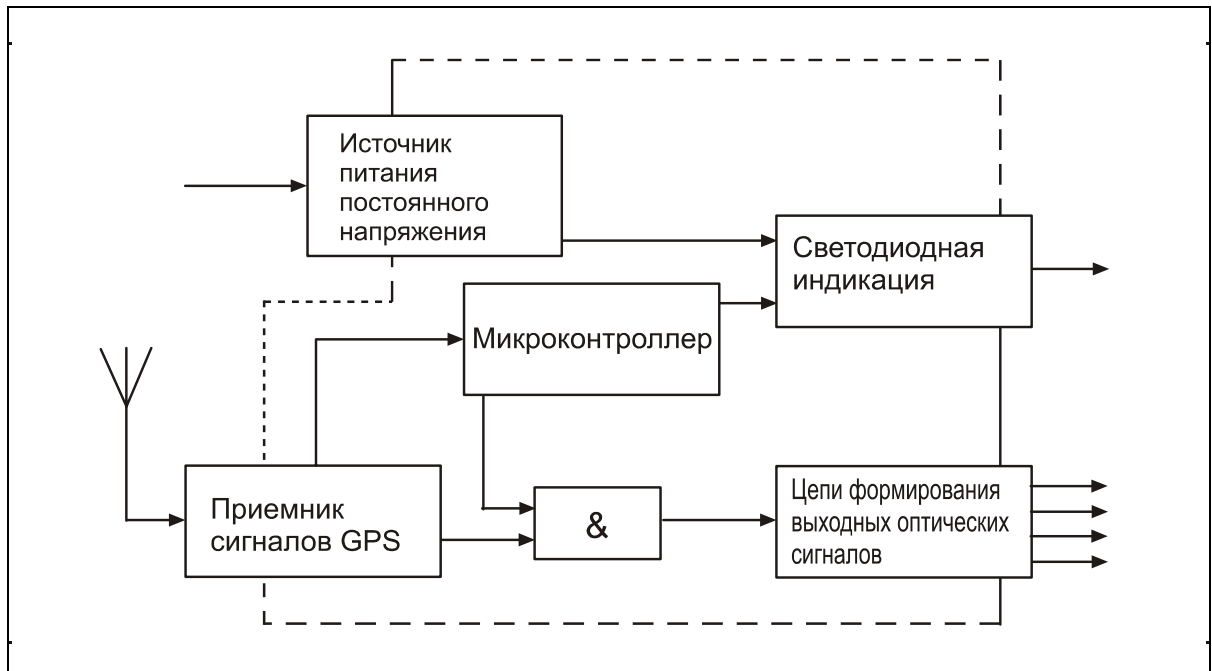 Источник
питания
постоянного
напряжения
Светодиодная
индикация
Микроконтроллер
Приемник
сигналов GPS
&
Цепи формирования
выходных оптических
сигналов